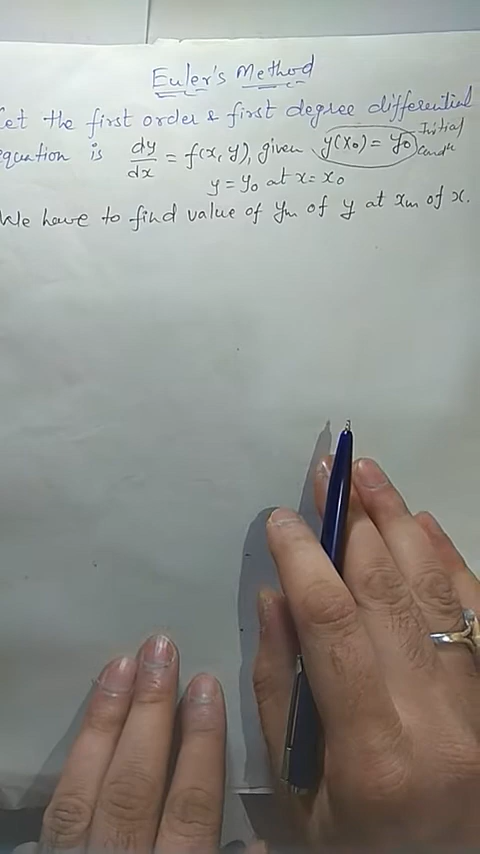 Euler's Method
Let the first order & first degree differential
equation is dy/dx = f(x, y), given y(x₀) = y₀ Initial Condⁿ
y = y₀ at x = x₀
We have to find value of yₘ of y at xₘ of x.